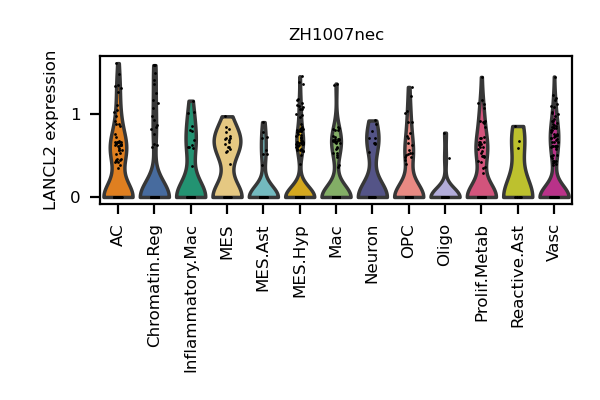 ZH1007nec
LANCL2 expression
1
0
AC
Chromatin.Reg
Inflammatory.Mac
MES
MES.Ast
MES.Hyp
Mac
Neuron
OPC
Oligo
Prolif.Metab
Reactive.Ast
Vasc